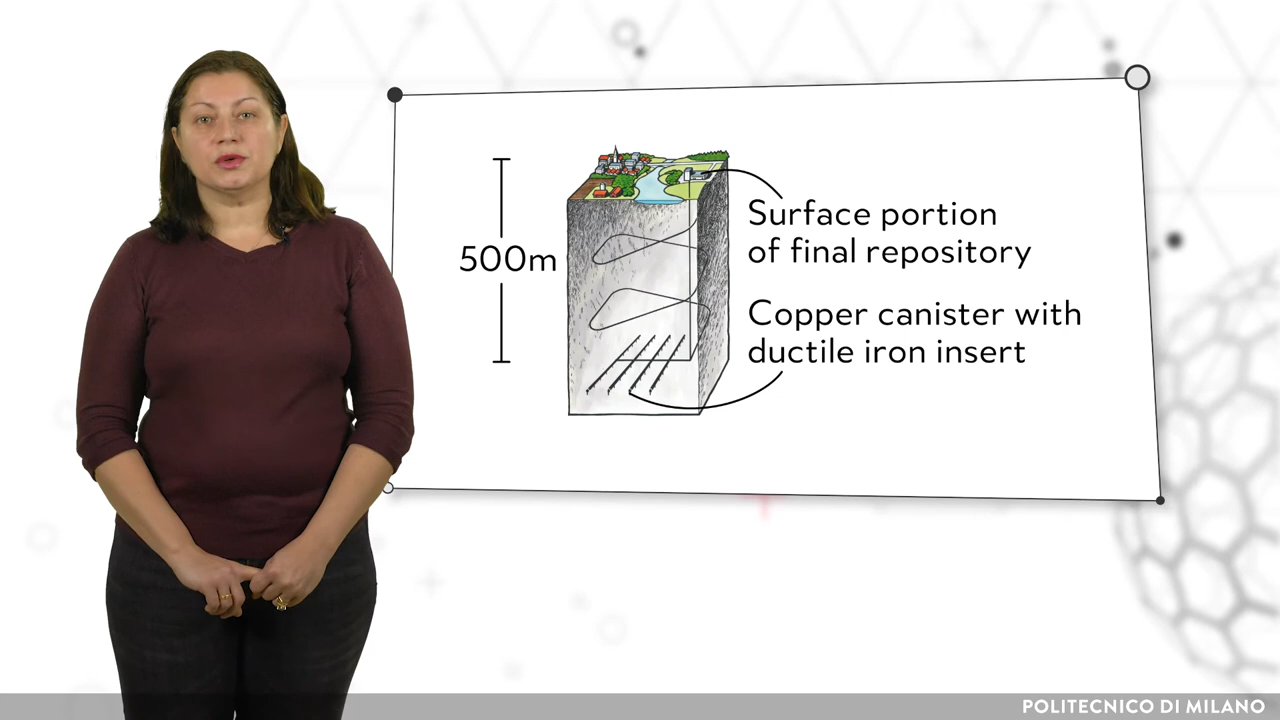 500m
Surface portion
of final repository
Copper canister with
ductile iron insert
POLITECNICO DI MILANO